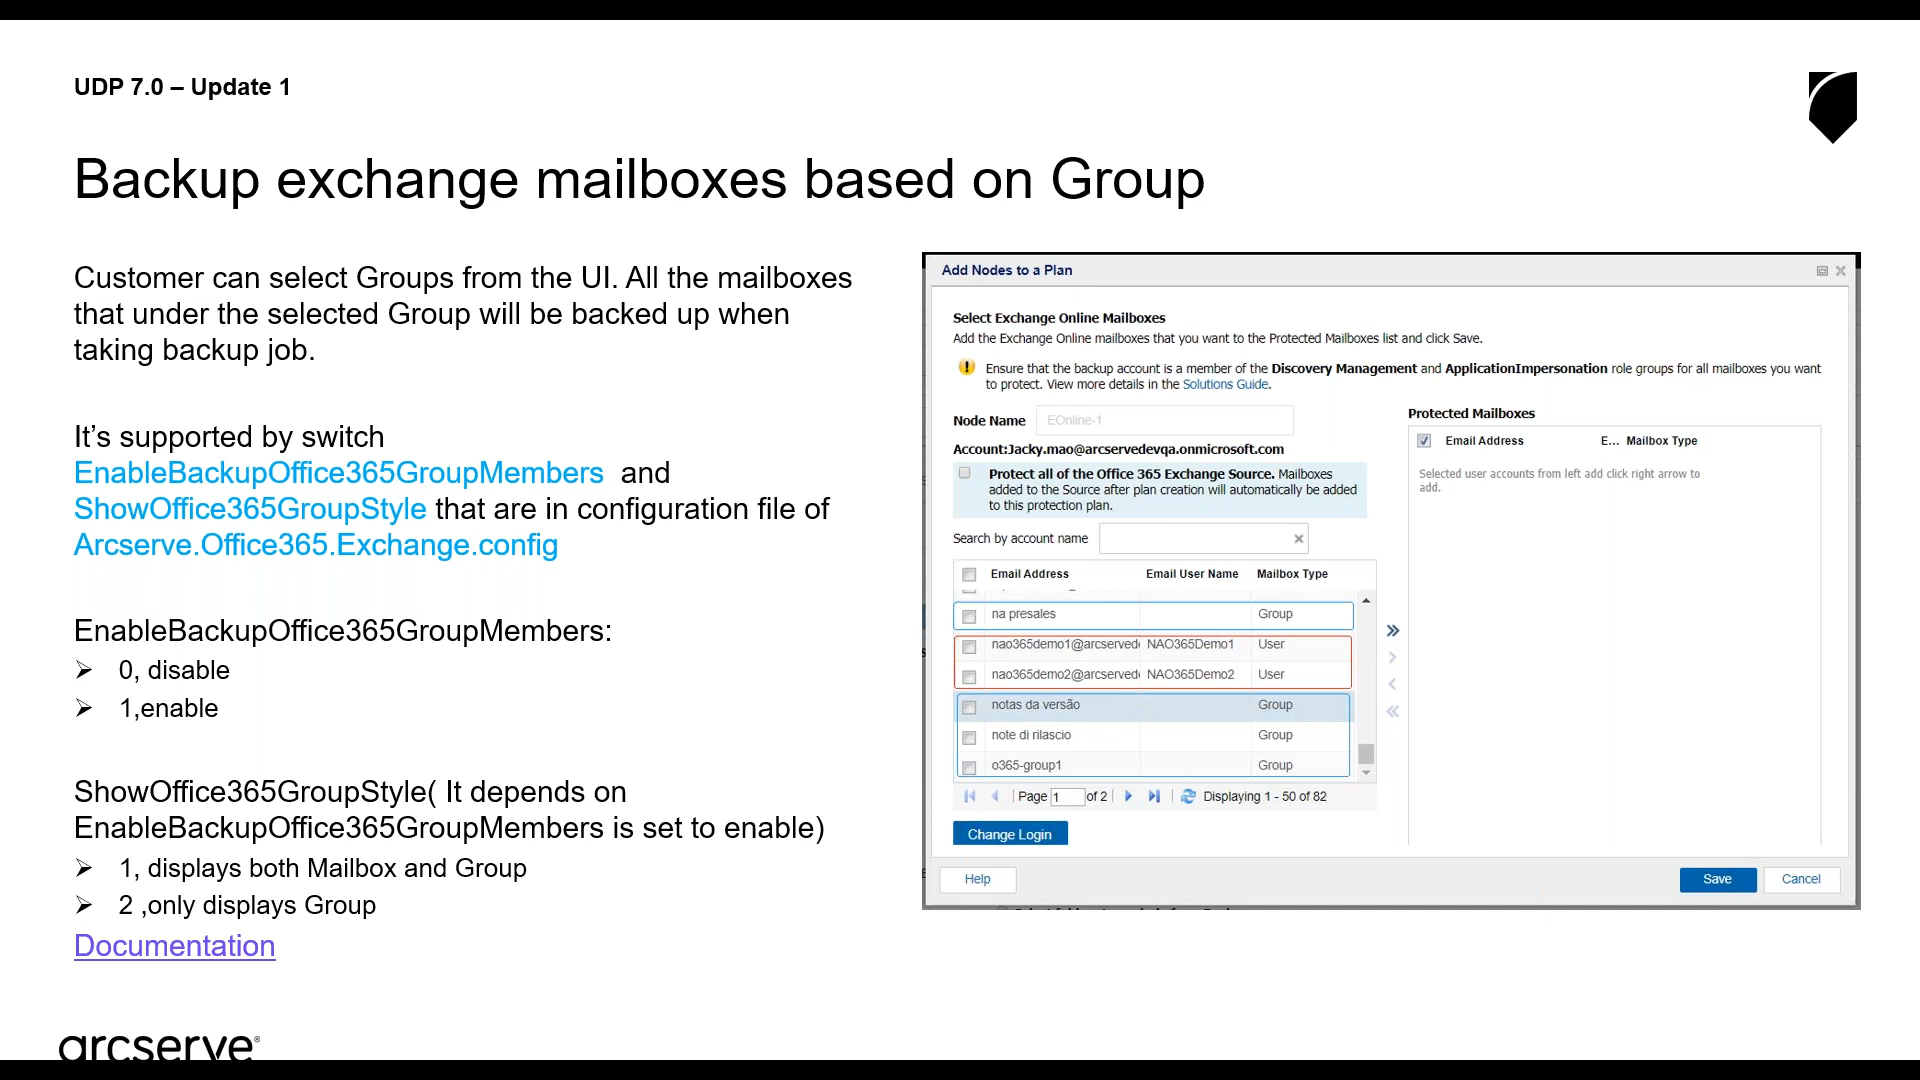 UDP 7.0 – Update 1
Backup exchange mailboxes based on Group
Customer can select Groups from the UI. All the mailboxes
that under the selected Group will be backed up when
taking backup job.
It’s supported by switch
EnableBackupOffice365GroupMembers and
ShowOffice365GroupStyle that are in configuration file of
Arcserve.Office365.Exchange.config
EnableBackupOffice365GroupMembers:
➢ 0, disable
➢ 1,enable
ShowOffice365GroupStyle( It depends on
EnableBackupOffice365GroupMembers is set to enable)
➢ 1, displays both Mailbox and Group
➢ 2 ,only displays Group
Documentation
arcserve®
Add Nodes to a Plan
Select Exchange Online Mailboxes
Add the Exchange Online mailboxes that you want to the Protected Mailboxes list and click Save.
Ensure that the backup account is a member of the Discovery Management and ApplicationImpersonation role groups for all mailboxes you want
to protect. View more details in the Solutions Guide.
Node Name EOnline-1
Account:Jacky.mao@arcservedevqa.onmicrosoft.com
Protect all of the Office 365 Exchange Source. Mailboxes
added to the Source after plan creation will automatically be added
to this protection plan.
Search by account name
Email Address Email User Name Mailbox Type
na presales Group
nao365demo1@arcserved NAO365Demo1 User
nao365demo2@arcserved NAO365Demo2 User
notas da versão Group
note di rilascio Group
o365-group1 Group
Page 1 of 2 Displaying 1 - 50 of 82
Change Login
Protected Mailboxes
Email Address E... Mailbox Type
Selected user accounts from left add click right arrow to
add.
Help Save Cancel